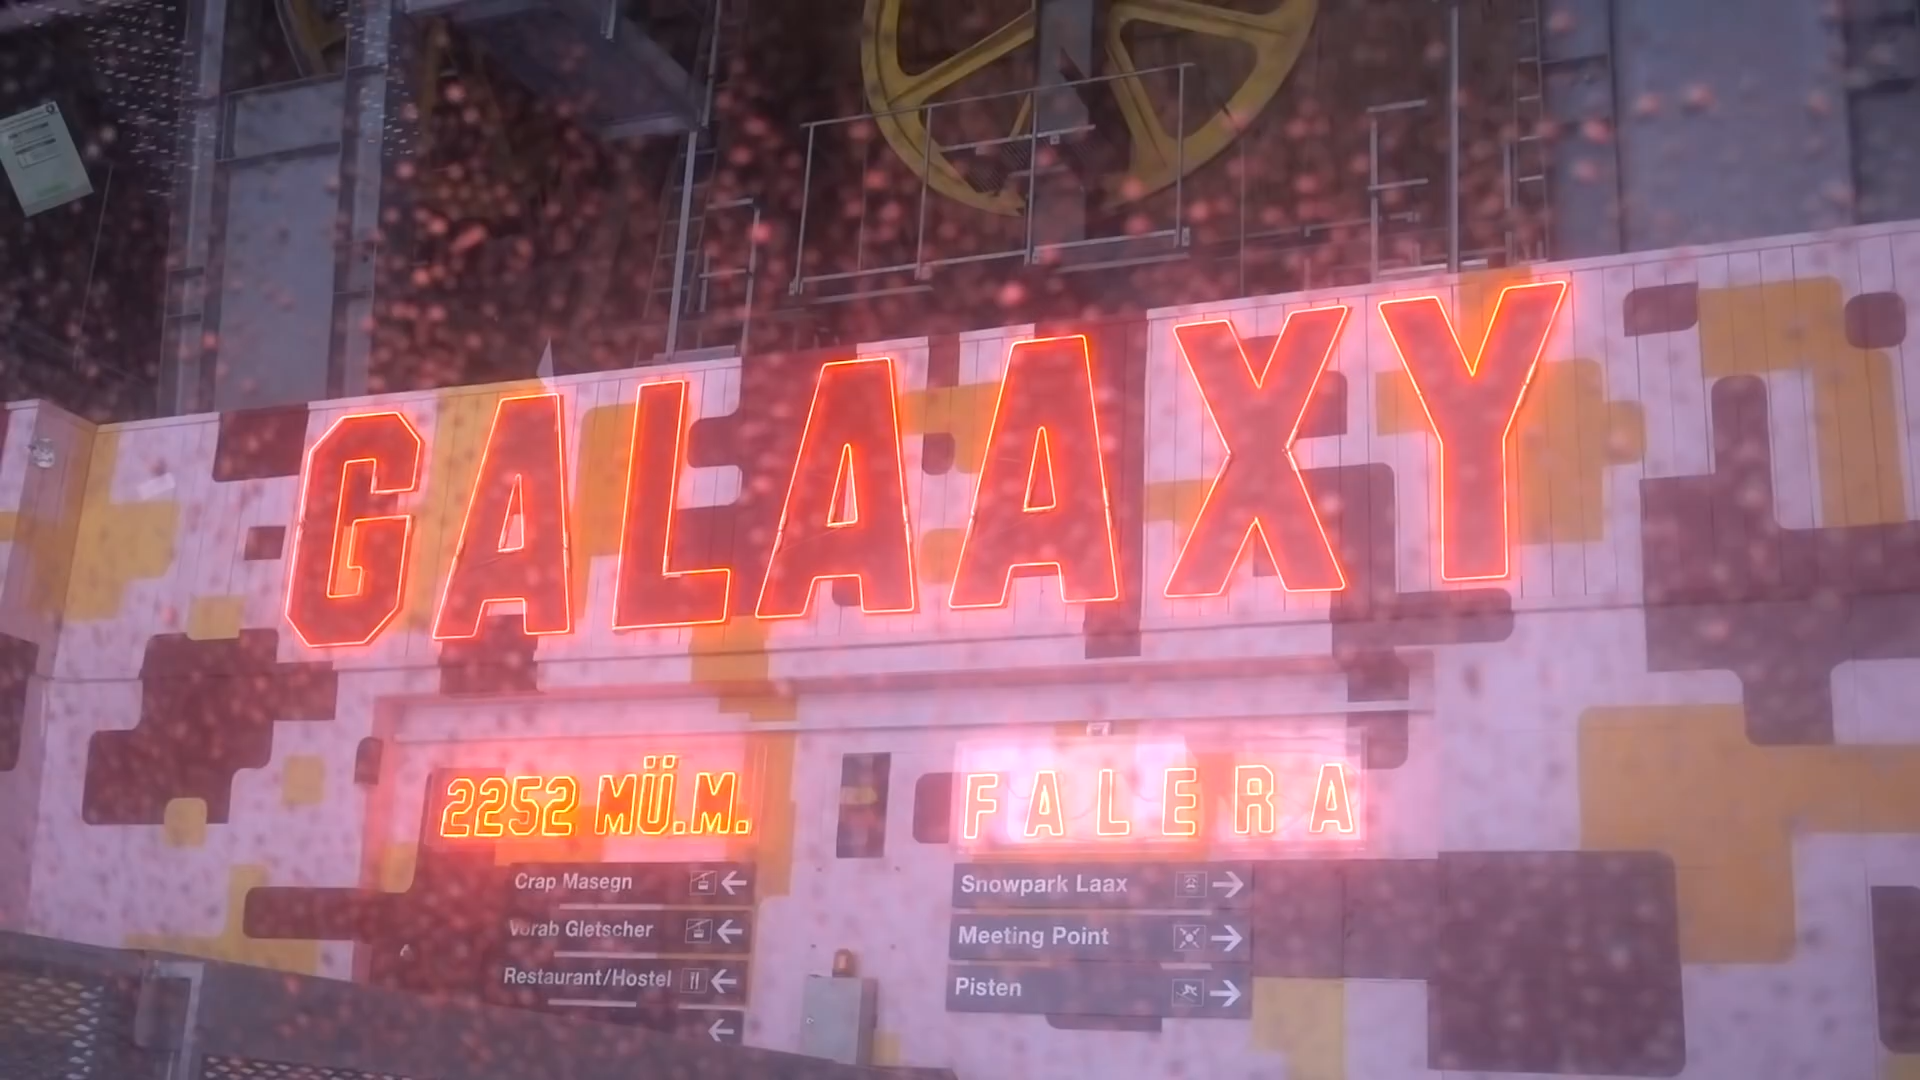 GALAAXY
2252 MÜ.M.
FALERA
Crap Masegn
Vorab Gletscher
Restaurant/Hostel
Snowpark Laax
Meeting Point
Pisten